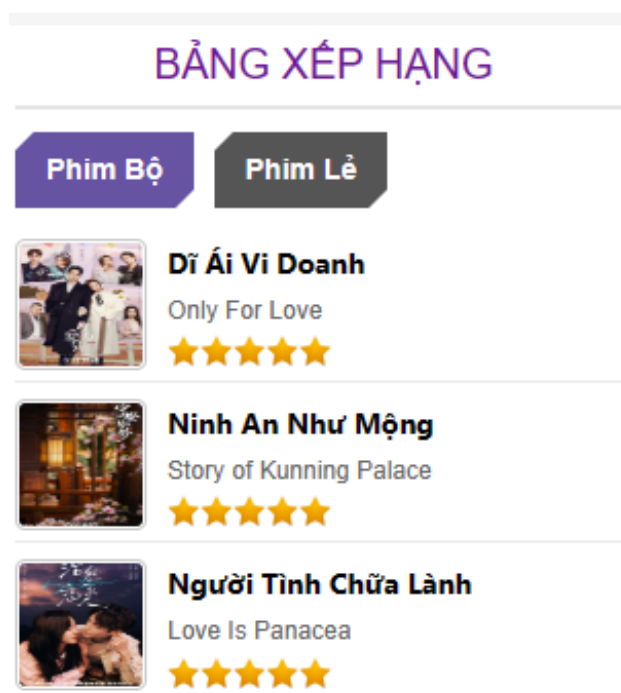 BẢNG XẾP HẠNG
Phim Bộ
Phim Lẻ
Dĩ Ái Vi Doanh
Only For Love
Ninh An Như Mộng
Story of Kunning Palace
Người Tình Chữa Lành
Love Is Panacea